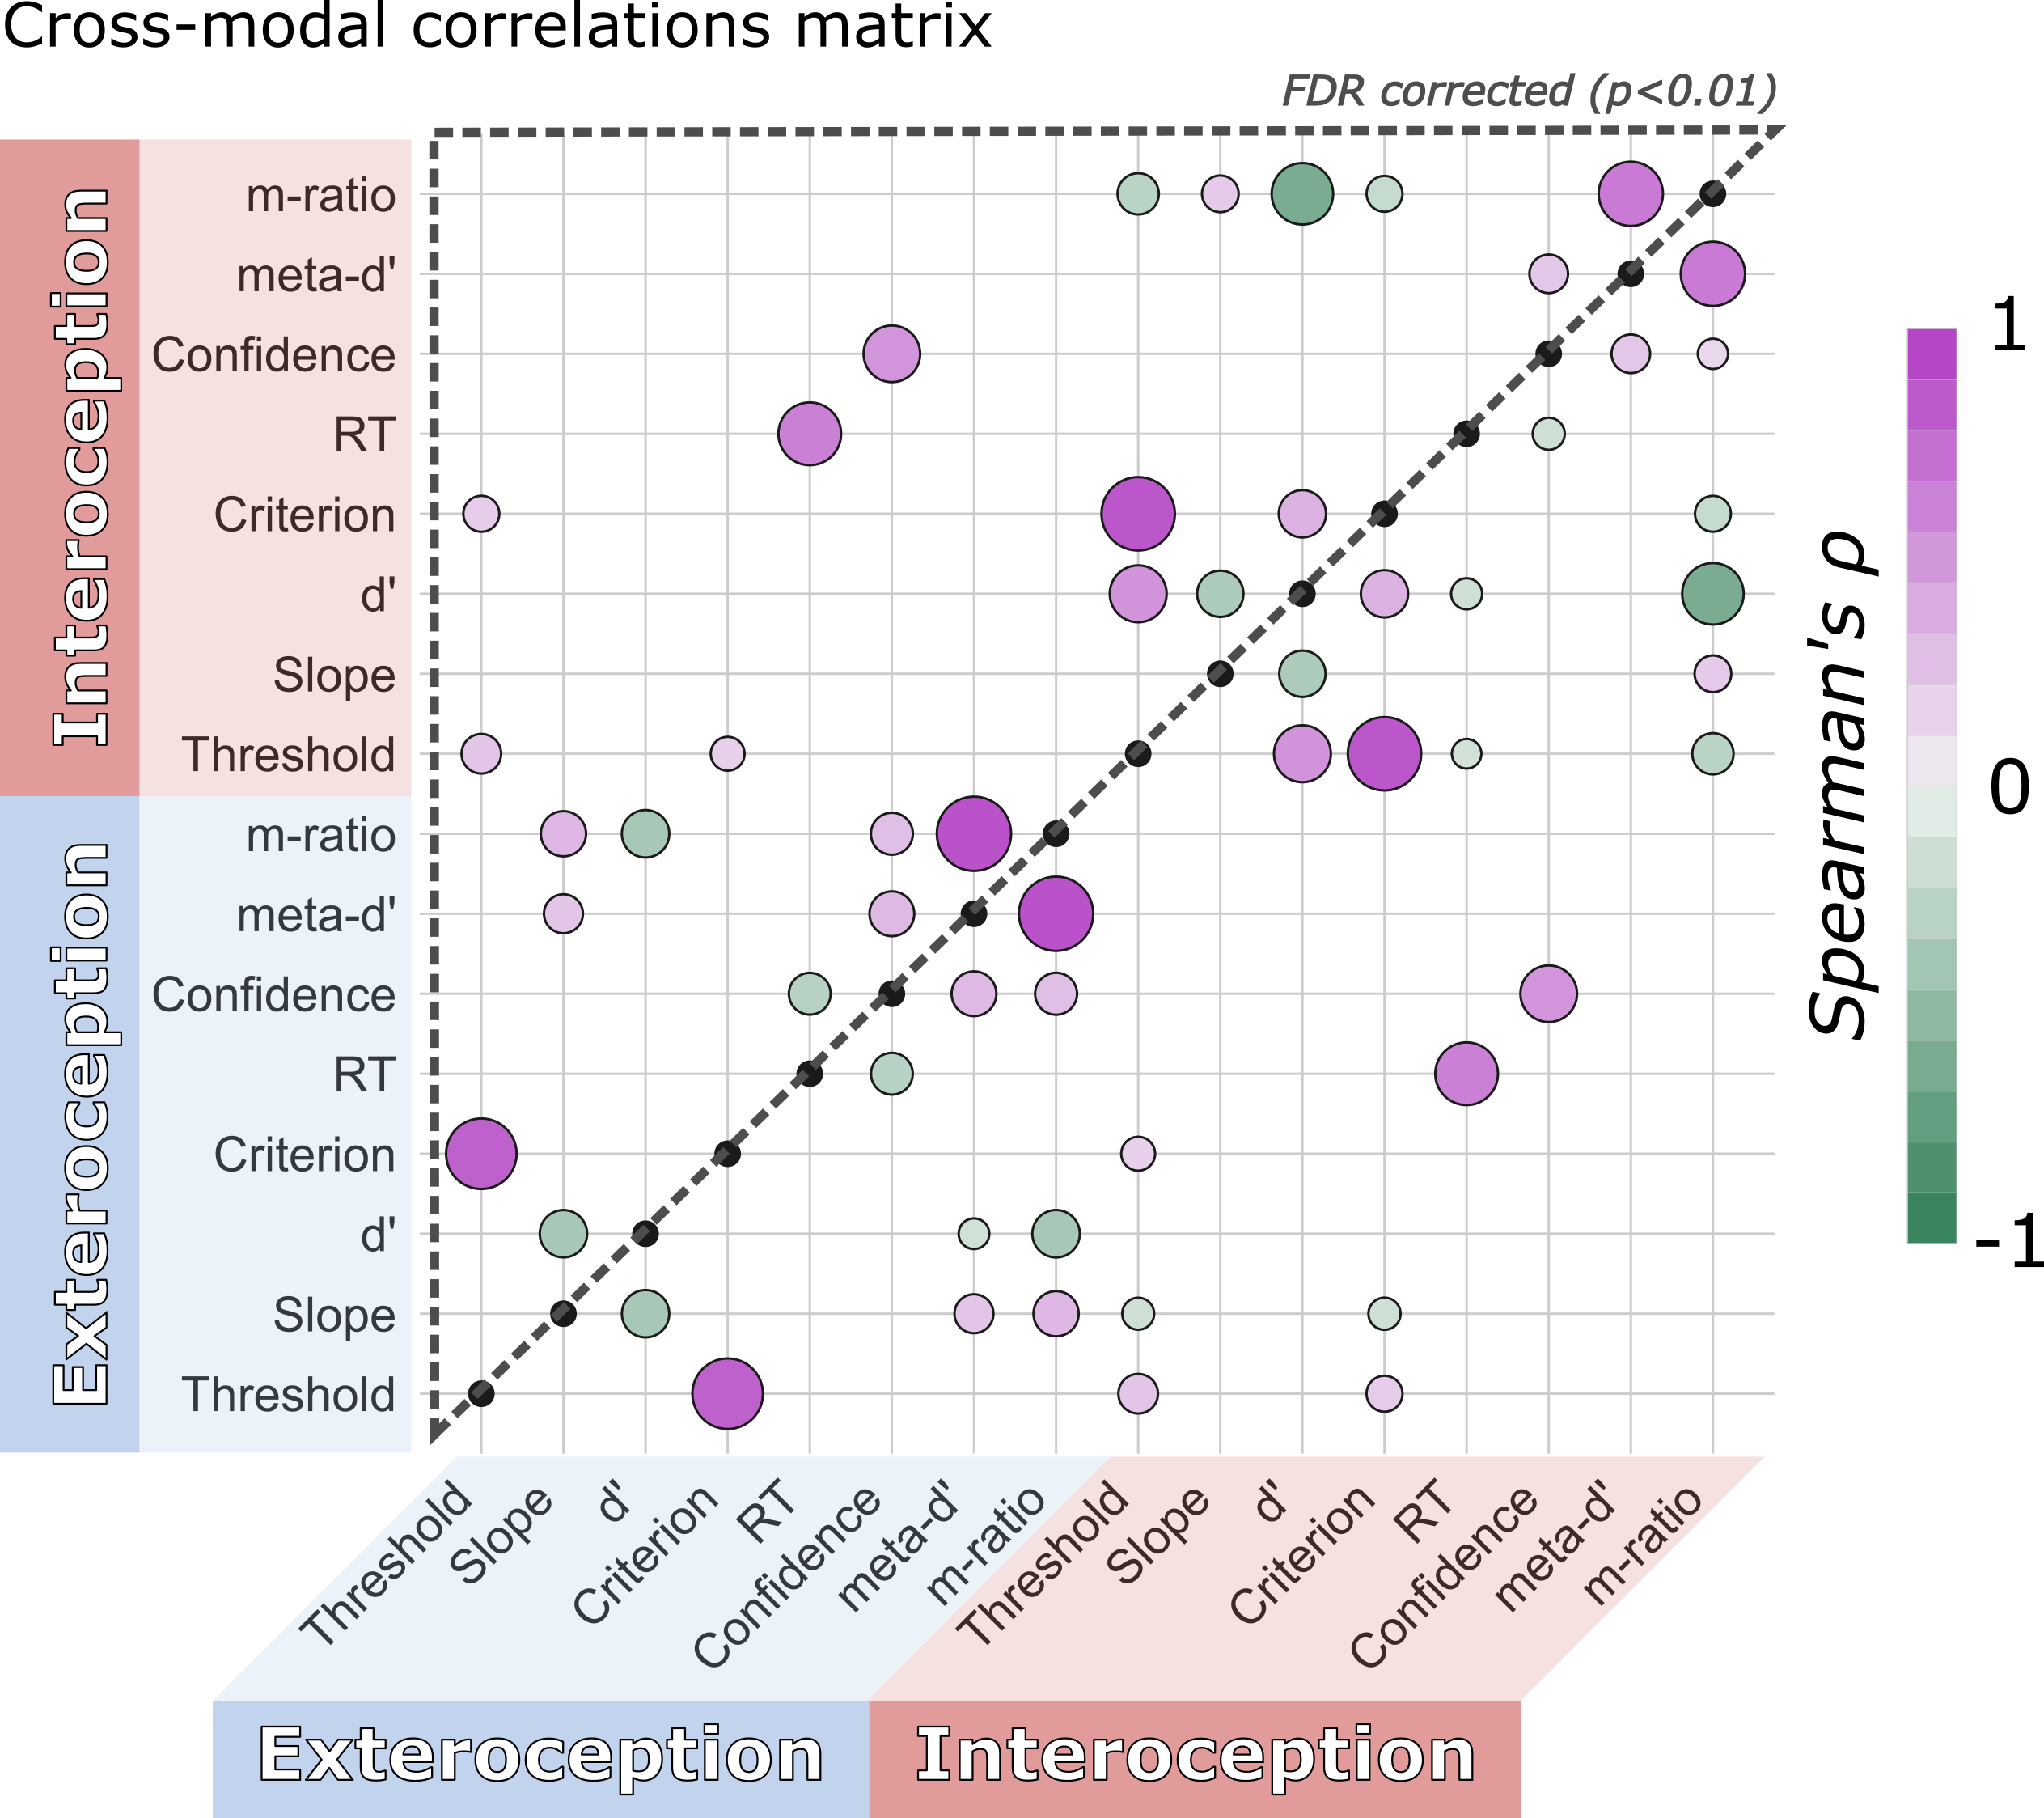 Cross-modal correlations matrix
FDR corrected (p<0.01)
Interoception
m-ratio
meta-d'
Confidence
RT
Criterion
d'
Slope
Threshold
Exteroception
m-ratio
meta-d'
Confidence
RT
Criterion
d'
Slope
Threshold
1
0
-1
Spearman's ρ
Threshold
Slope
d'
Criterion
RT
Confidence
meta-d'
m-ratio
Threshold
Slope
d'
Criterion
RT
Confidence
meta-d'
m-ratio
Exteroception
Interoception